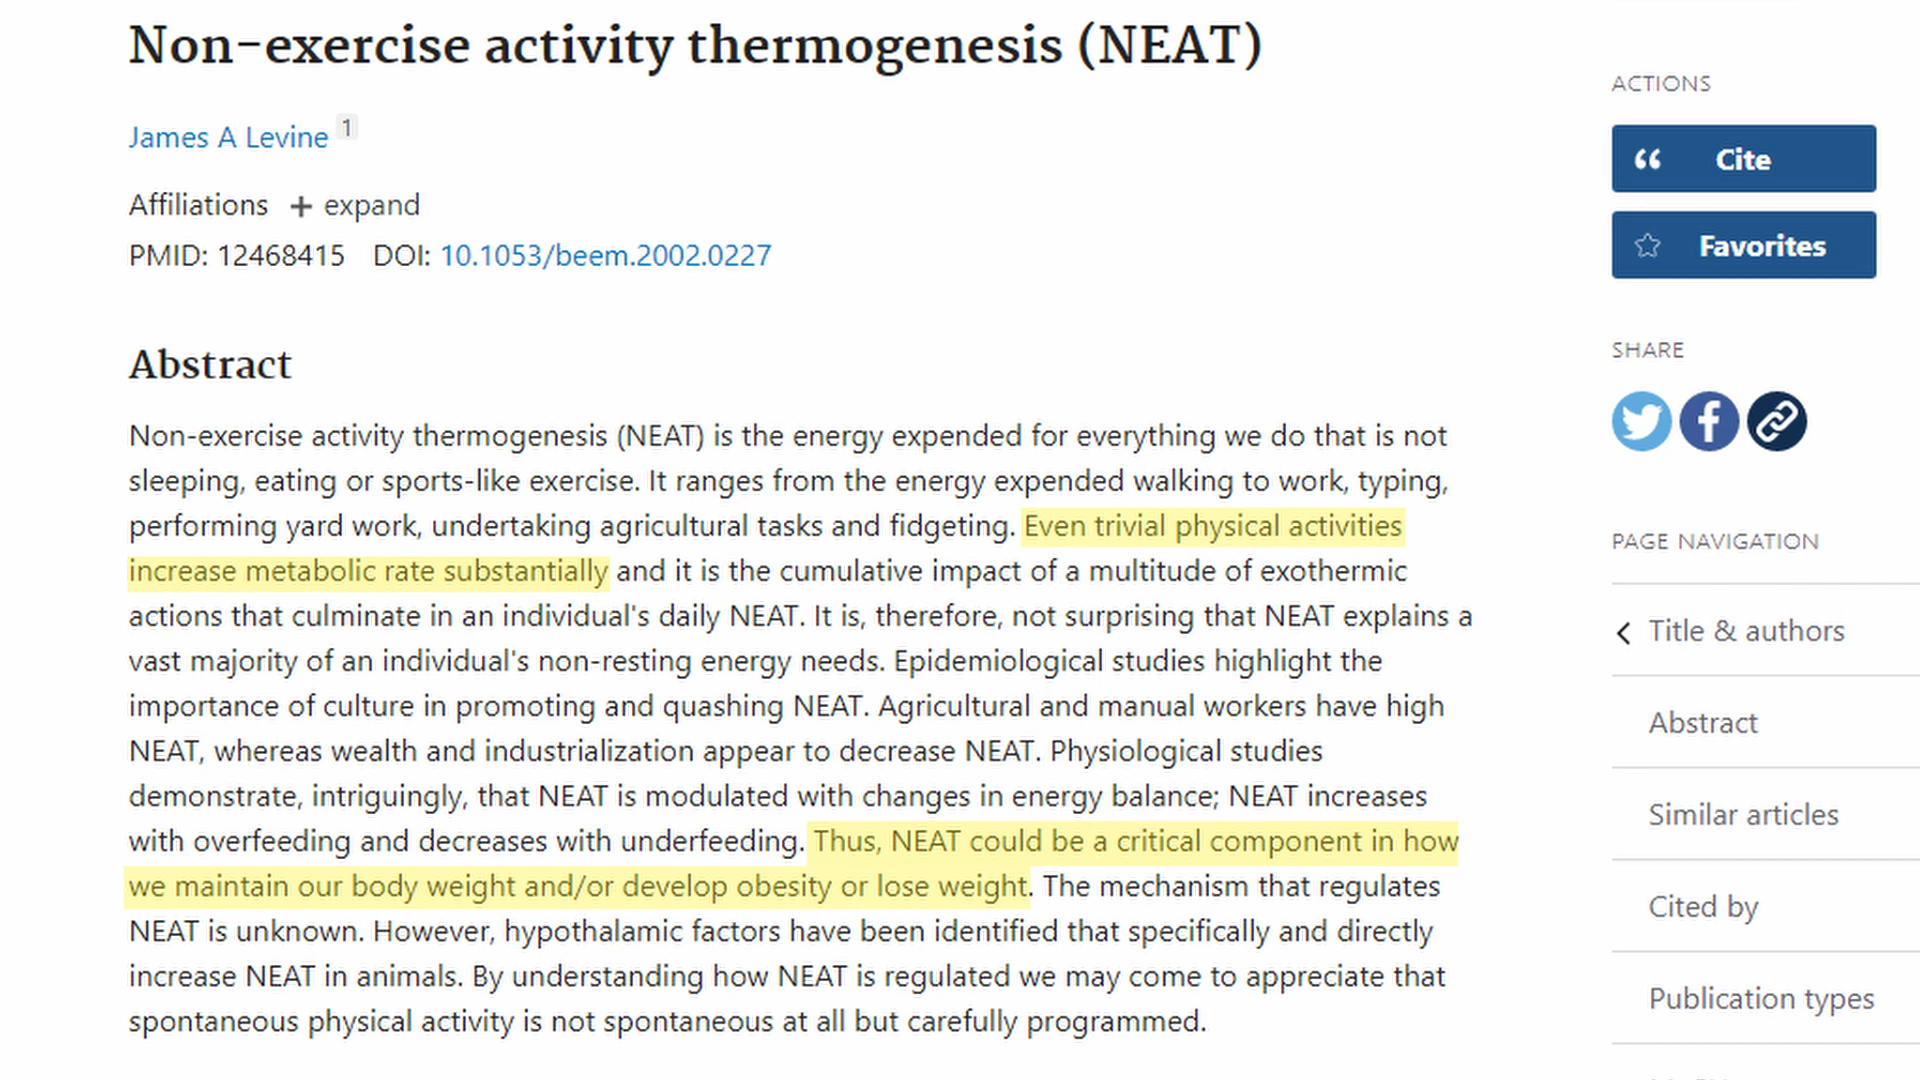 Non-exercise activity thermogenesis (NEAT)
James A Levine 1
Affiliations + expand
PMID: 12468415 DOI: 10.1053/beem.2002.0227
Abstract
Non-exercise activity thermogenesis (NEAT) is the energy expended for everything we do that is not
sleeping, eating or sports-like exercise. It ranges from the energy expended walking to work, typing,
performing yard work, undertaking agricultural tasks and fidgeting. Even trivial physical activities
increase metabolic rate substantially and it is the cumulative impact of a multitude of exothermic
actions that culminate in an individual's daily NEAT. It is, therefore, not surprising that NEAT explains a
vast majority of an individual's non-resting energy needs. Epidemiological studies highlight the
importance of culture in promoting and quashing NEAT. Agricultural and manual workers have high
NEAT, whereas wealth and industrialization appear to decrease NEAT. Physiological studies
demonstrate, intriguingly, that NEAT is modulated with changes in energy balance; NEAT increases
with overfeeding and decreases with underfeeding. Thus, NEAT could be a critical component in how
we maintain our body weight and/or develop obesity or lose weight. The mechanism that regulates
NEAT is unknown. However, hypothalamic factors have been identified that specifically and directly
increase NEAT in animals. By understanding how NEAT is regulated we may come to appreciate that
spontaneous physical activity is not spontaneous at all but carefully programmed.
ACTIONS
Cite
Favorites
SHARE
PAGE NAVIGATION
Title & authors
Abstract
Similar articles
Cited by
Publication types